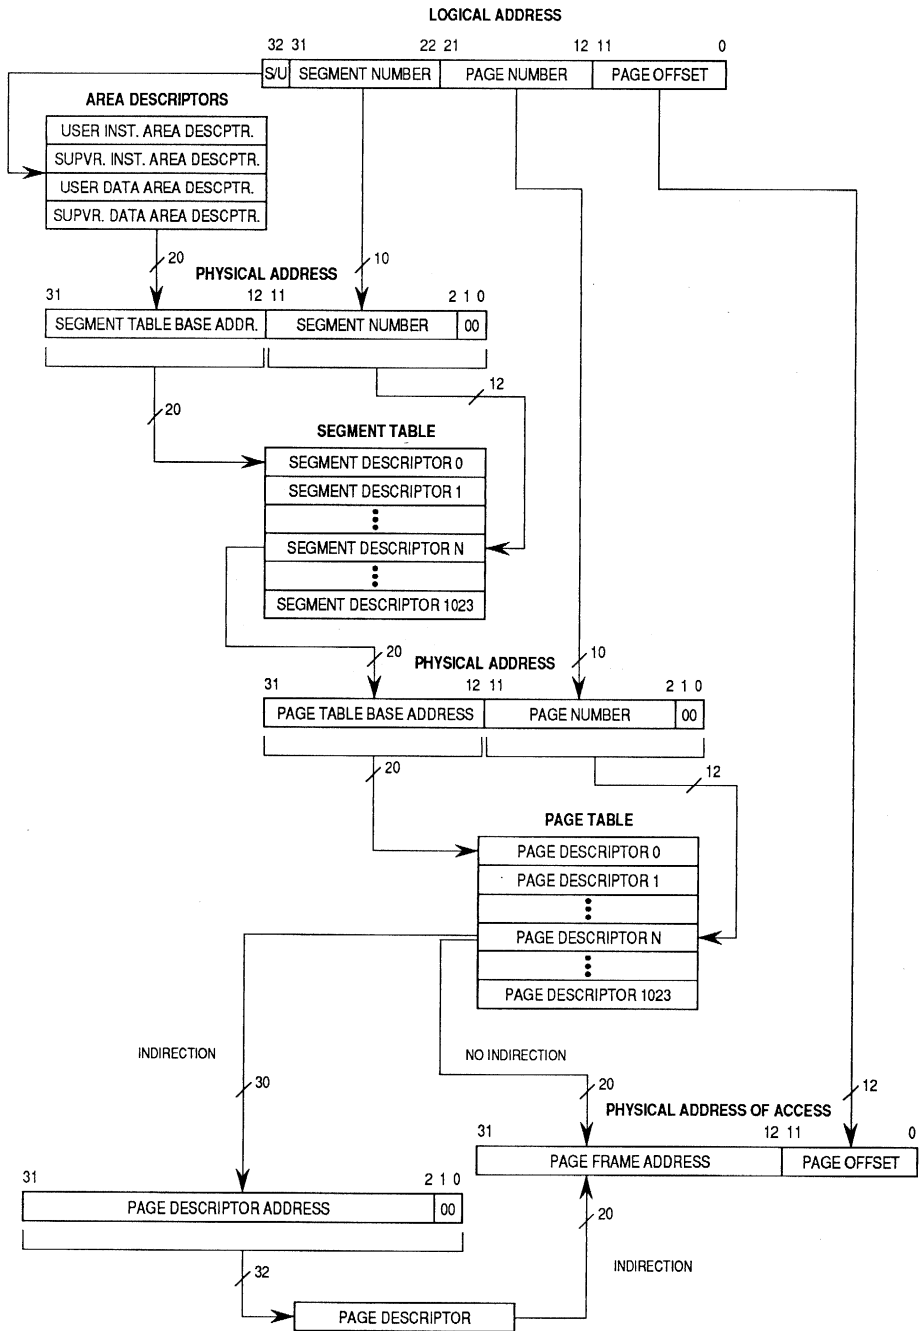 LOGICAL ADDRESS
32 31 22 21 12 11 0
S/U SEGMENT NUMBER PAGE NUMBER PAGE OFFSET
AREA DESCRIPTORS
USER INST. AREA DESCPTR.
SUPVR. INST. AREA DESCPTR.
USER DATA AREA DESCPTR.
SUPVR. DATA AREA DESCPTR.
20 10
PHYSICAL ADDRESS
31 12 11 2 1 0
SEGMENT TABLE BASE ADDR. SEGMENT NUMBER 00
12
20
SEGMENT TABLE
SEGMENT DESCRIPTOR 0
SEGMENT DESCRIPTOR 1
SEGMENT DESCRIPTOR N
SEGMENT DESCRIPTOR 1023
20 10
PHYSICAL ADDRESS
31 12 11 2 1 0
PAGE TABLE BASE ADDRESS PAGE NUMBER 00
20 12
PAGE TABLE
PAGE DESCRIPTOR 0
PAGE DESCRIPTOR 1
PAGE DESCRIPTOR N
PAGE DESCRIPTOR 1023
INDIRECTION NO INDIRECTION
30 20 12
PHYSICAL ADDRESS OF ACCESS
31 12 11 0
PAGE FRAME ADDRESS PAGE OFFSET
31 2 1 0
PAGE DESCRIPTOR ADDRESS 00
20
32 INDIRECTION
PAGE DESCRIPTOR